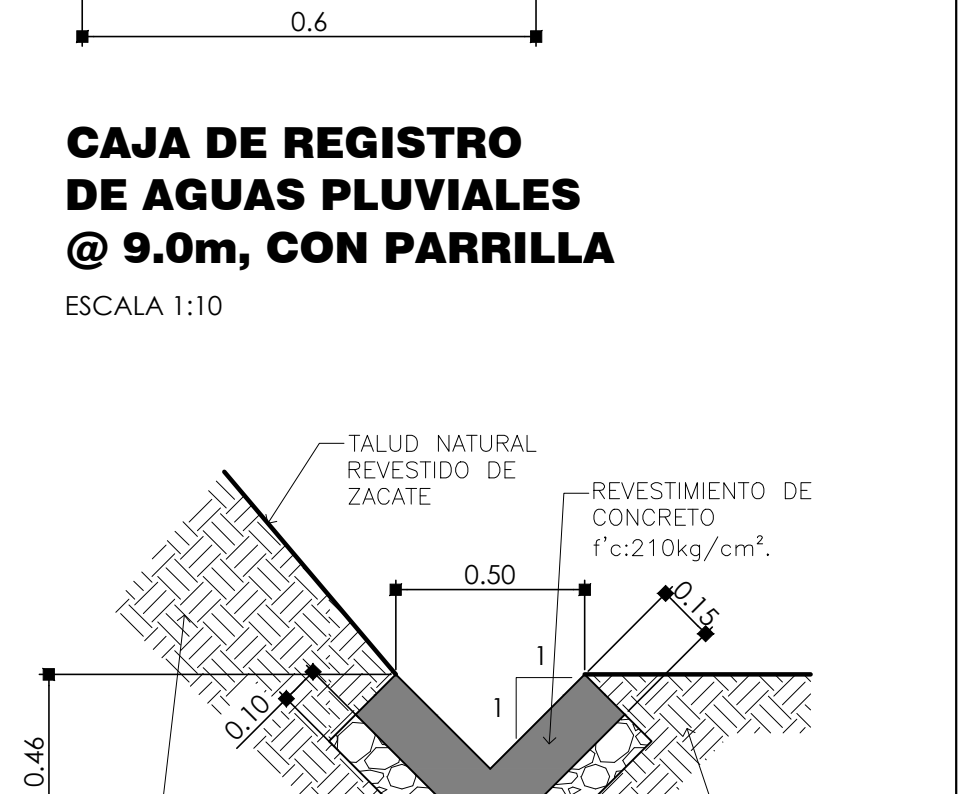 0.6
CAJA DE REGISTRO
DE AGUAS PLUVIALES
@ 9.0m, CON PARRILLA
ESCALA 1:10
TALUD NATURAL
REVESTIDO DE
ZACATE
REVESTIMIENTO DE
CONCRETO
f'c:210kg/cm².
0.50
0.15
1
1
0.10
0.46